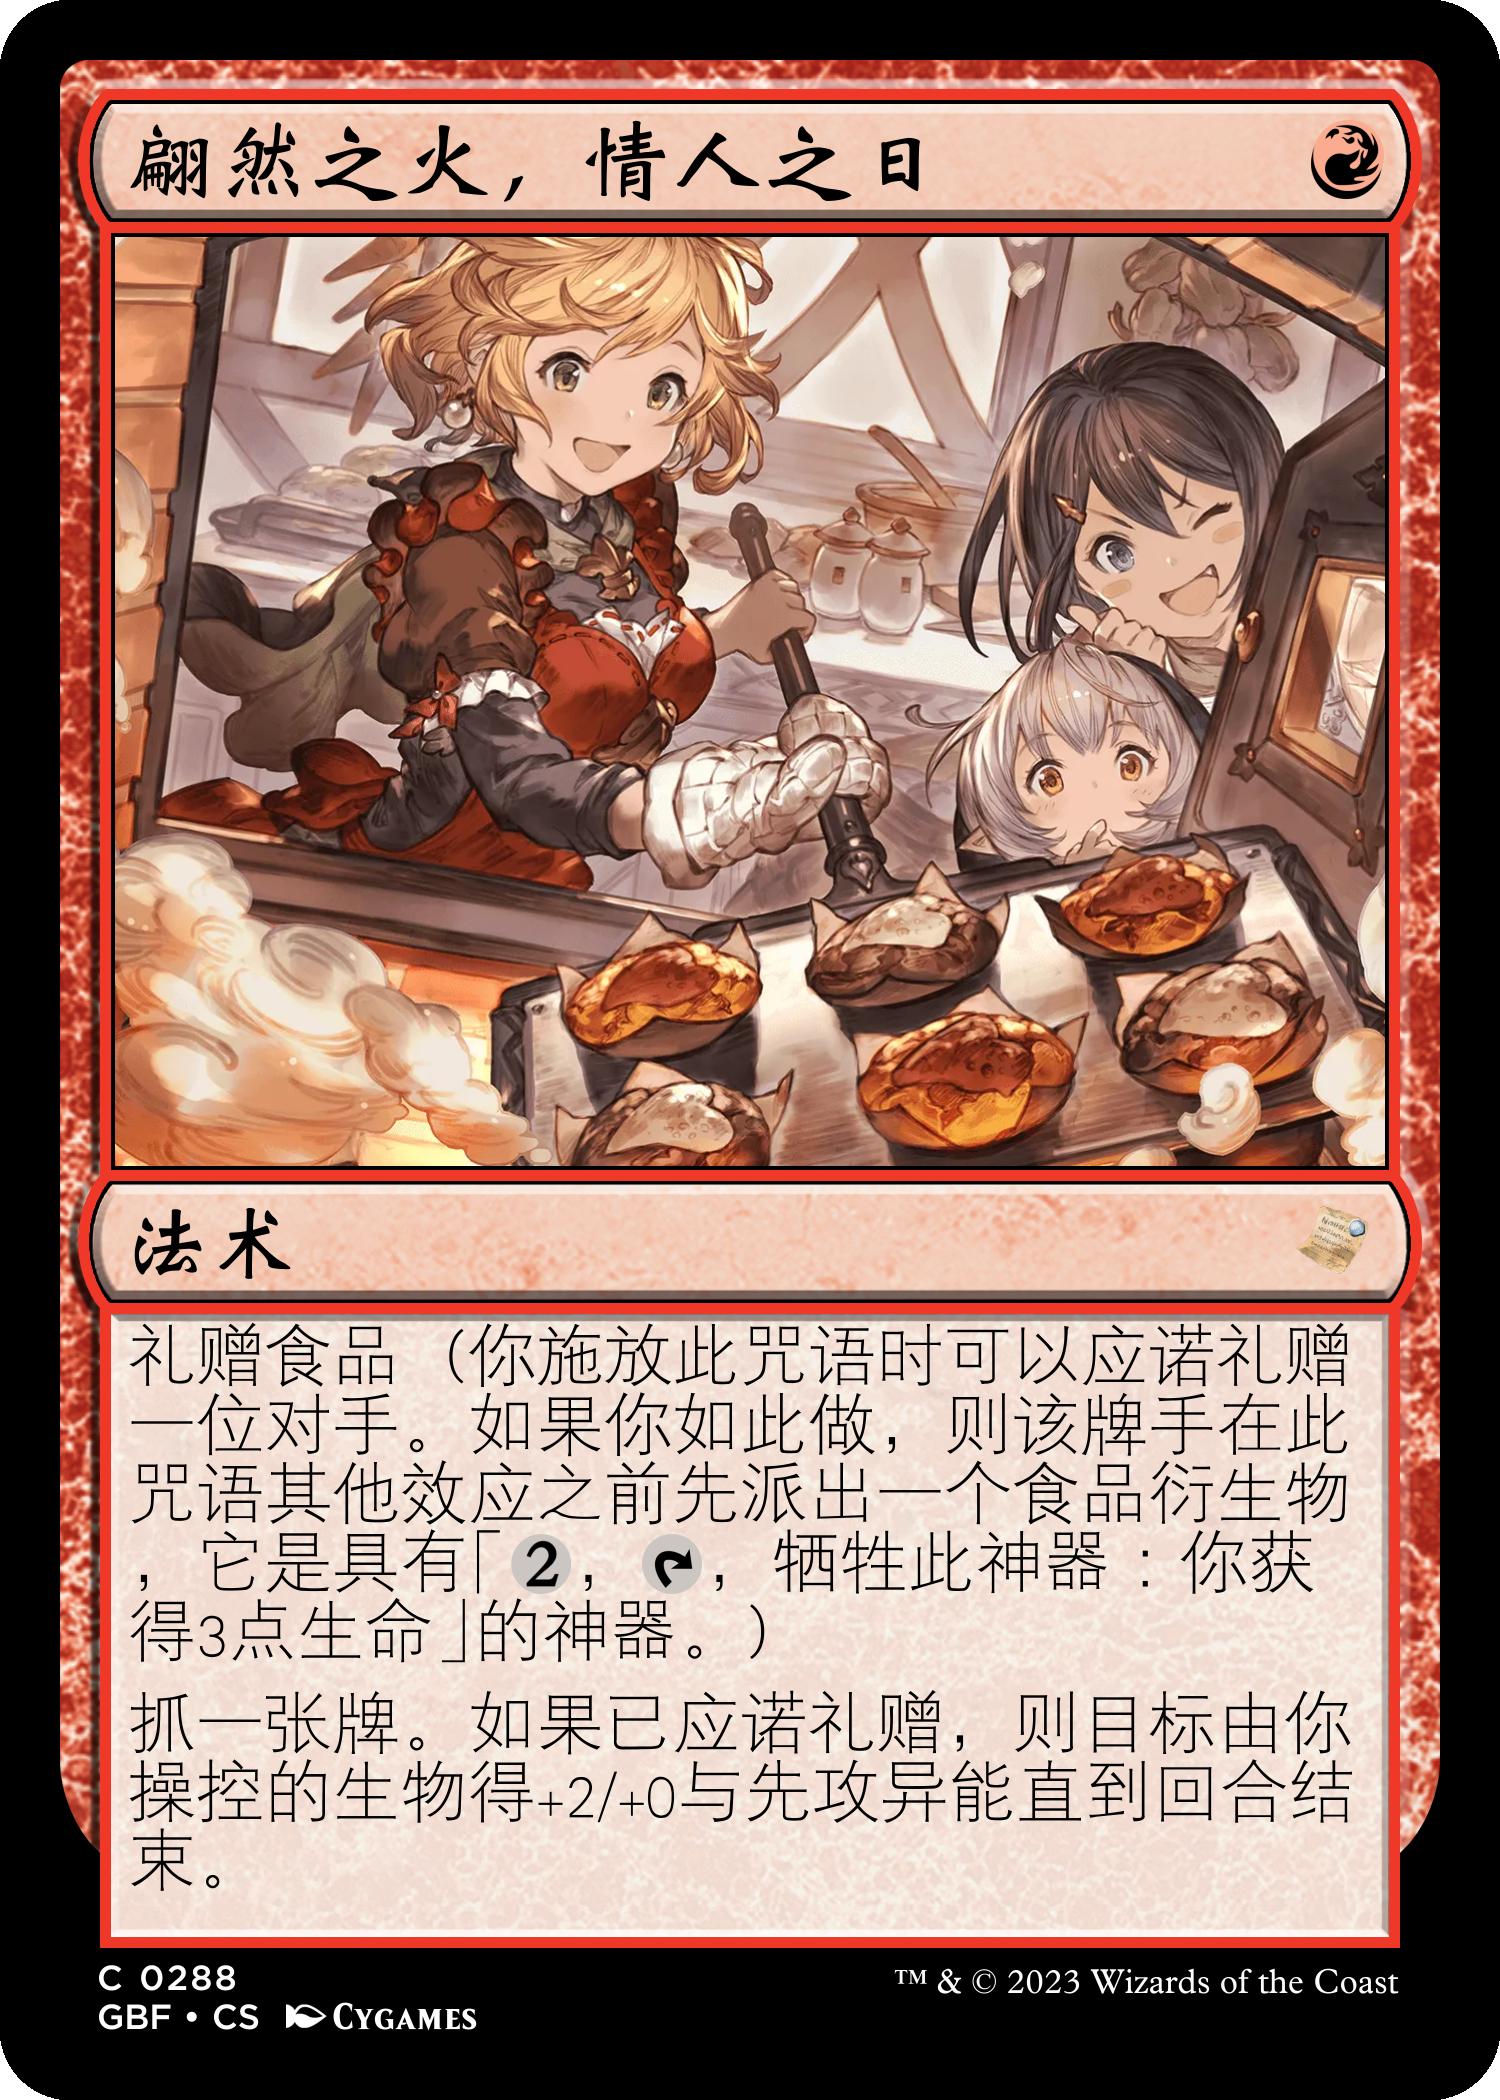 翩然之火，情人之日
法术
礼赠食品（你施放此咒语时可以应诺礼赠
一位对手。如果你如此做，则该牌手在此
咒语其他效应之前先派出一个食品衍生物
，它是具有「2，，牺牲此神器：你获
得3点生命」的神器。）
抓一张牌。如果已应诺礼赠，则目标由你
操控的生物得+2/+0与先攻异能直到回合结
束。
C 0288
™ & © 2023 Wizards of the Coast
GBF • CS CYGAMES